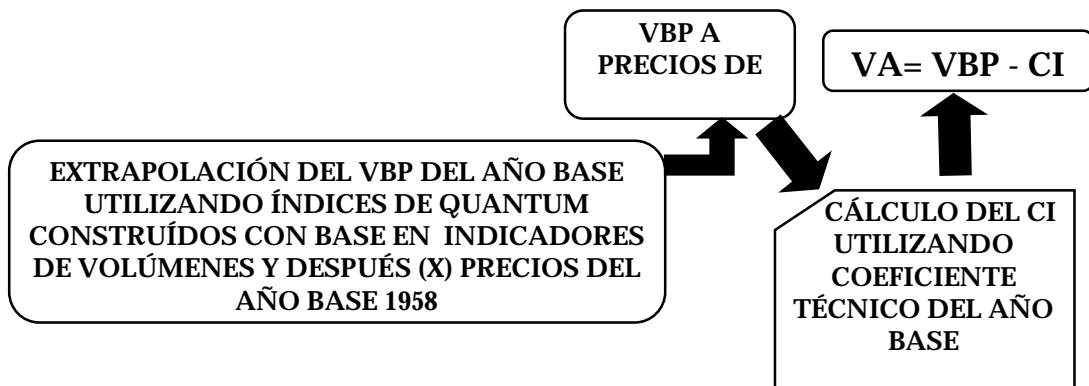 EXTRAPOLACIÓN DEL VBP DEL AÑO BASE
UTILIZANDO ÍNDICES DE QUANTUM
CONSTRUÍDOS CON BASE EN INDICADORES
DE VOLÚMENES Y DESPUÉS (X) PRECIOS DEL
AÑO BASE 1958
VBP A
PRECIOS DE
CÁLCULO DEL CI
UTILIZANDO
COEFICIENTE
TÉCNICO DEL AÑO
BASE
VA= VBP - CI